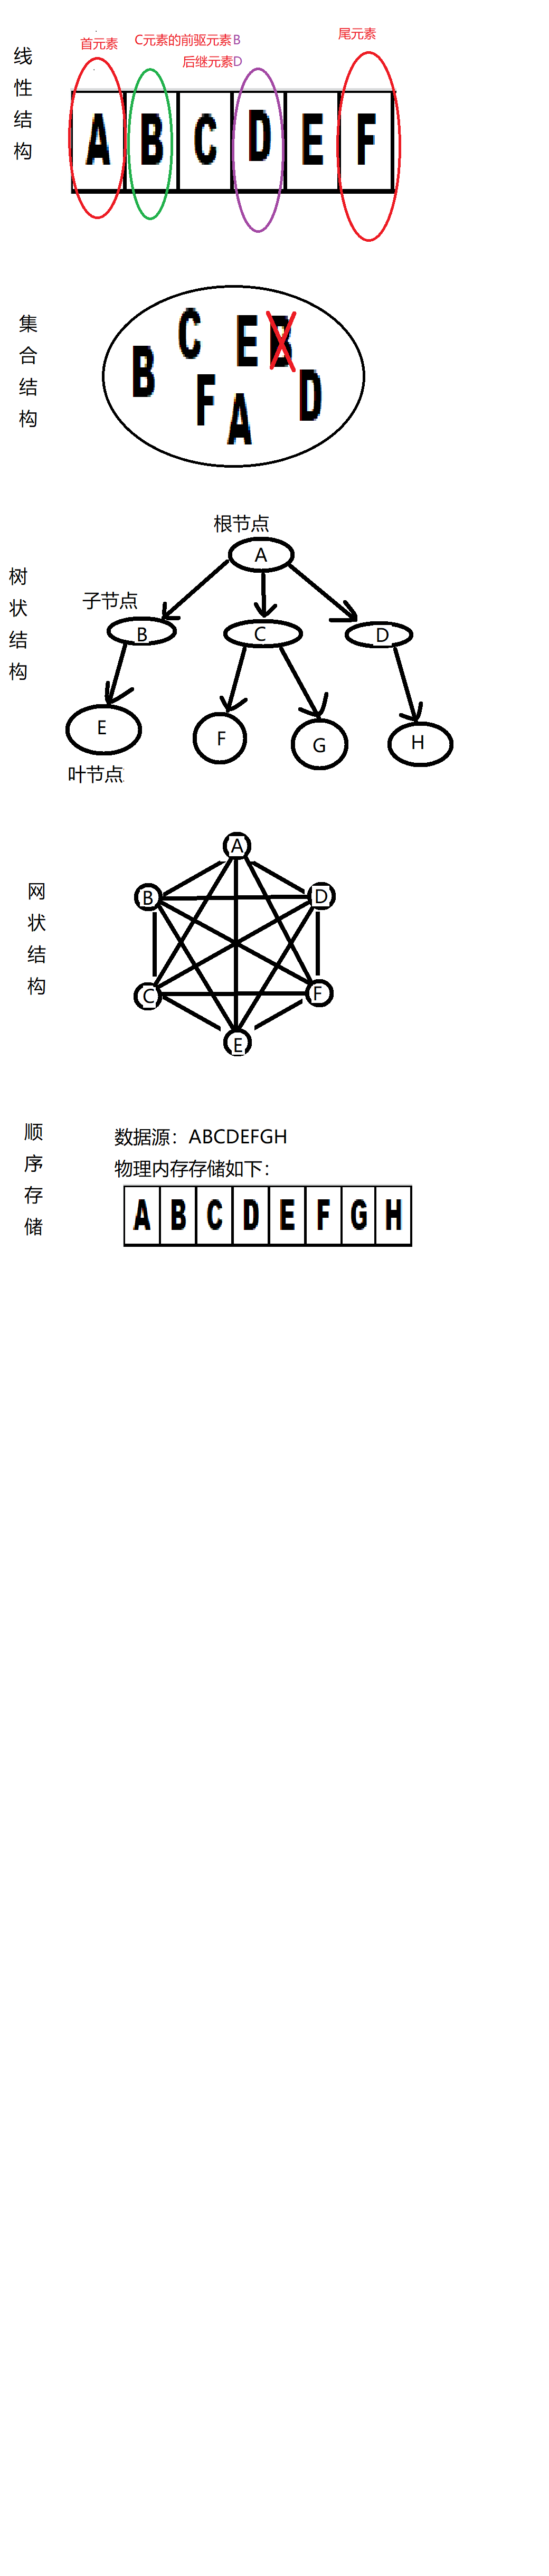 线性结构
首元素
C元素的前驱元素B
后继元素D
尾元素
A B C D E F
集合结构
C E B
B F A D
树状结构
根节点
A
子节点
B C D
E F G H
叶节点
网状结构
A
B D
C F
E
顺序存储
数据源：ABCDEFGH
物理内存存储如下：
A B C D E F G H